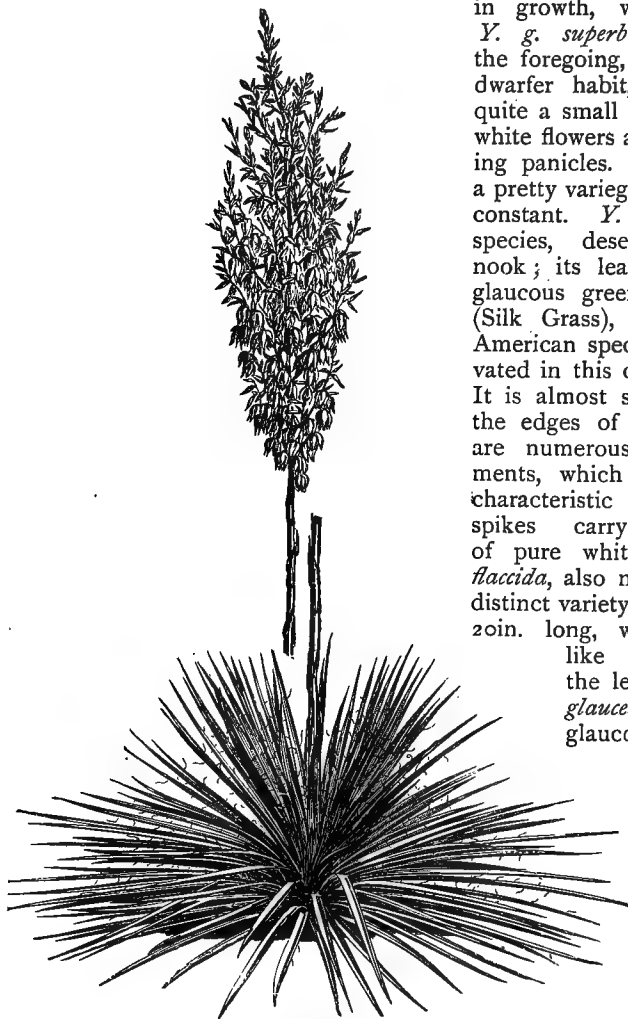 in growth, w
Y. g. superb
the foregoing,
dwarfer habit,
quite a small
white flowers a
ing panicles.
a pretty varieg
constant. Y.
species, dese
nook ; its lea
glaucous gree
(Silk Grass),
American spec
vated in this c
It is almost s
the edges of
are numerous
ments, which
characteristic
spikes carry
of pure whit
flaccida, also n
distinct variety
20in. long, w
like
the le
glauce
glauco